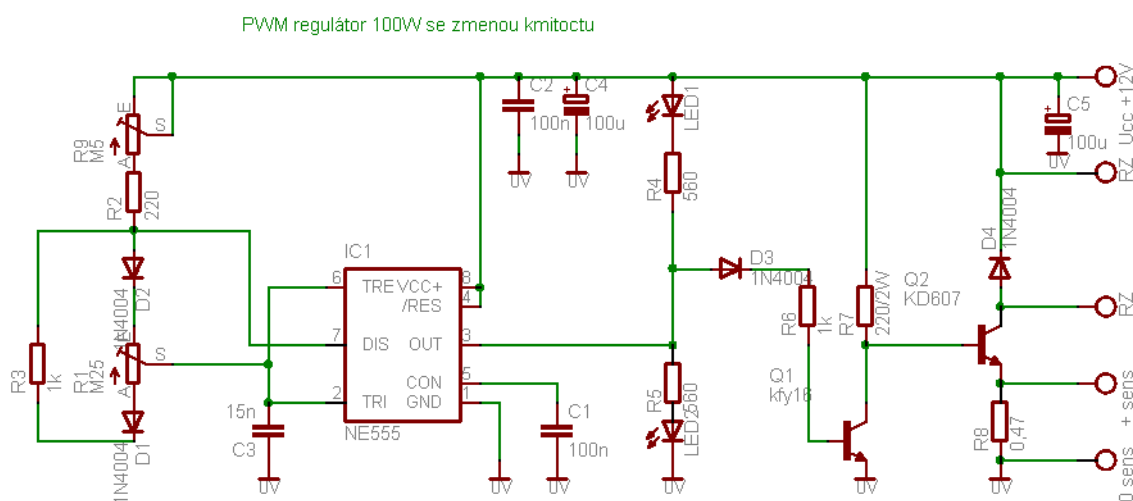 PWM regulátor 100W se zmenou kmitoctu
E
S
A
R9
M5
R2
220
D2
1N4004
E
S
A
R1
M25
R3
1k
D1
1N4004
15n
C3
0V
IC1
6
TRE
VCC+
8
/RES
4
7
DIS
OUT
3
CON
5
2
TRI
GND
1
NE555
0V
C1
100n
0V
C2
100n
0V
C4
100u
0V
LED1
R4
560
R5
560
LED2
0V
D3
1N4004
R6
1k
R7
220/2W
Q1
kfy16
0V
Q2
KD607
D4
1N4004
R8
0,47
0V
C5
100u
0V
Ucc +12V
RZ
RZ
+ sens
0 sens